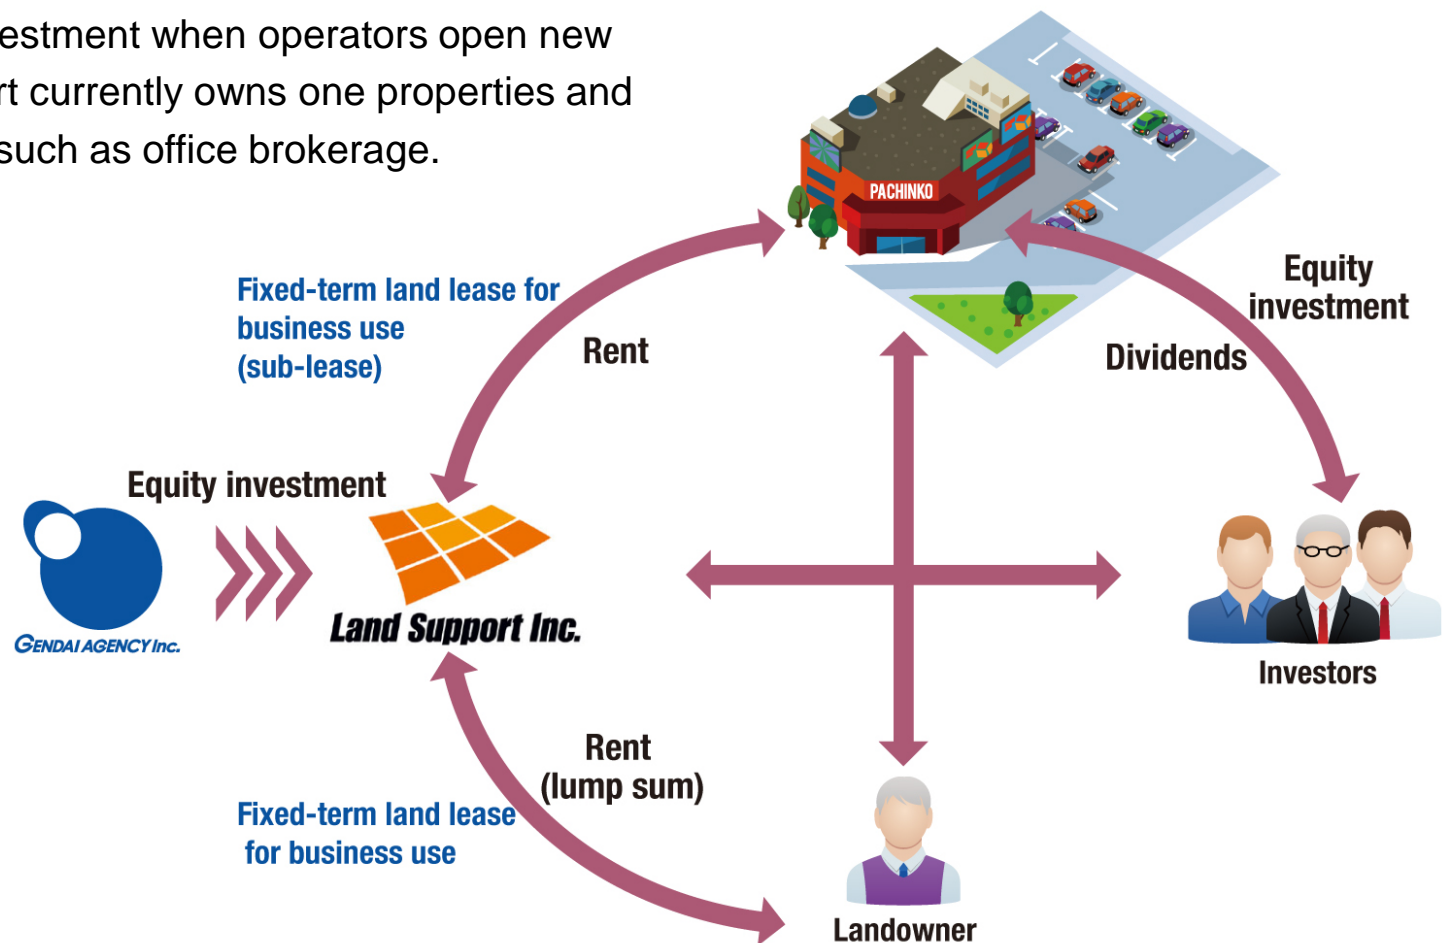 estment when operators open new
rt currently owns one properties and
such as office brokerage.
PACHINKO
Fixed-term land lease for
business use
(sub-lease)
Rent
Equity
investment
Dividends
Equity investment
GENDAI AGENCY Inc.
Land Support Inc.
Investors
Rent
(lump sum)
Fixed-term land lease
for business use
Landowner